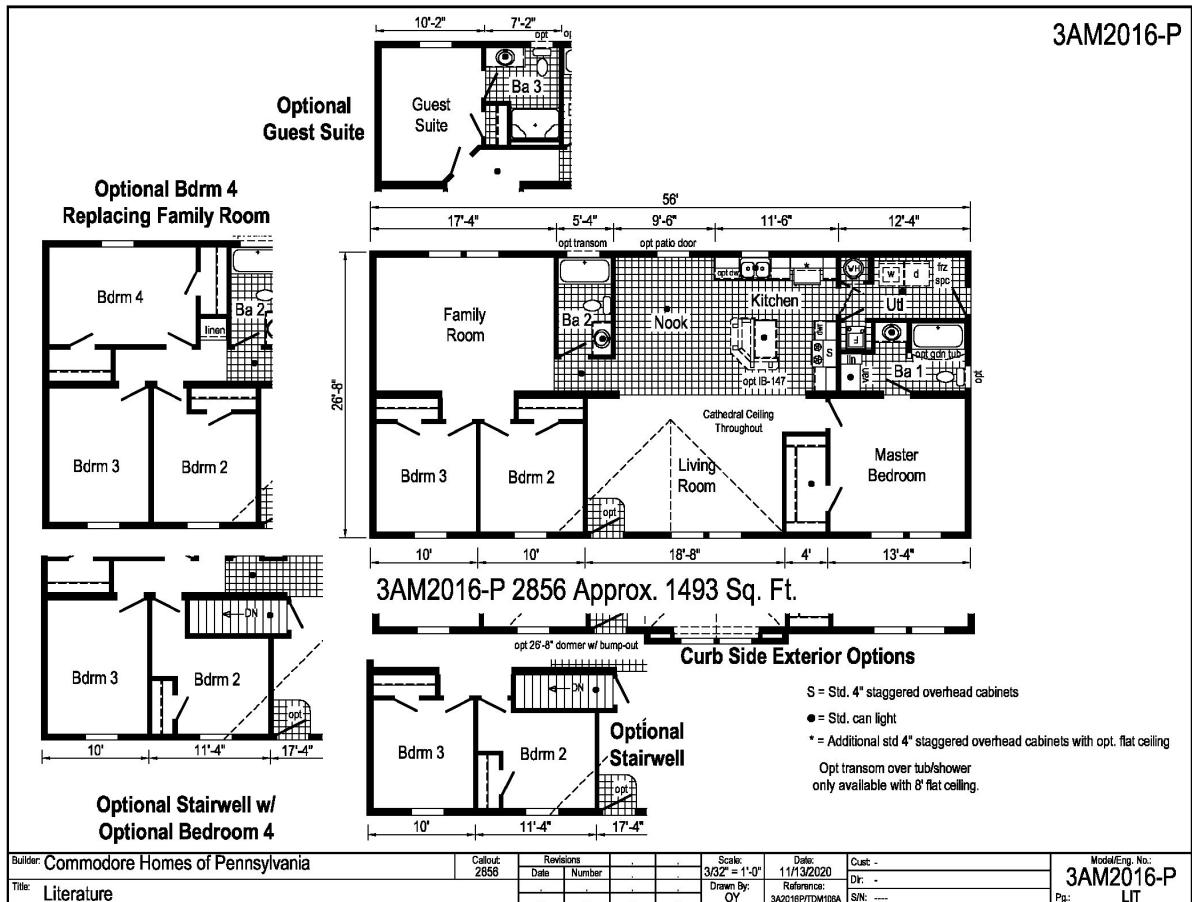 3AM2016-P
10'-2" 7'-2"
opt
Optional
Guest Suite
Guest
Suite
Ba 3
Optional Bdrm 4
Replacing Family Room
Bdrm 4
Ba 2
linen
Bdrm 3
Bdrm 2
56'
17'-4" 5'-4" 9'-6" 11'-6" 12'-4"
opt transom
opt patio door
26'-8"
Family
Room
Ba 2
Nook
opt dw
Kitchen
*
opt IB-147
S
WH
w
d
frz
spc
Utl
F
lin
van
opt gdn tub
Ba 1
opt
Cathedral Ceiling
Throughout
Bdrm 3
Bdrm 2
Living
Room
opt
Master
Bedroom
10' 10' 18'-8" 4' 13'-4"
3AM2016-P 2856 Approx. 1493 Sq. Ft.
DN
Bdrm 3
Bdrm 2
opt
10' 11'-4" 17'-4"
Optional Stairwell w/
Optional Bedroom 4
opt 26'-8" dormer w/ bump-out
Curb Side Exterior Options
DN
Bdrm 3
Bdrm 2
opt
Optional
Stairwell
10' 11'-4" 17'-4"
S = Std. 4" staggered overhead cabinets
● = Std. can light
* = Additional std 4" staggered overhead cabinets with opt. flat ceiling
Opt transom over tub/shower
only available with 8' flat ceiling.
Builder: Commodore Homes of Pennsylvania
Title: Literature
Callout:
2856
Revisions
Date Number
Scale:
3/32" = 1'-0"
Drawn By:
OY
Date:
11/13/2020
Reference:
3A2016P/TDM106A
Cust: -
Dir: -
S/N: ----
Model/Eng. No.:
3AM2016-P
Pg.: LIT